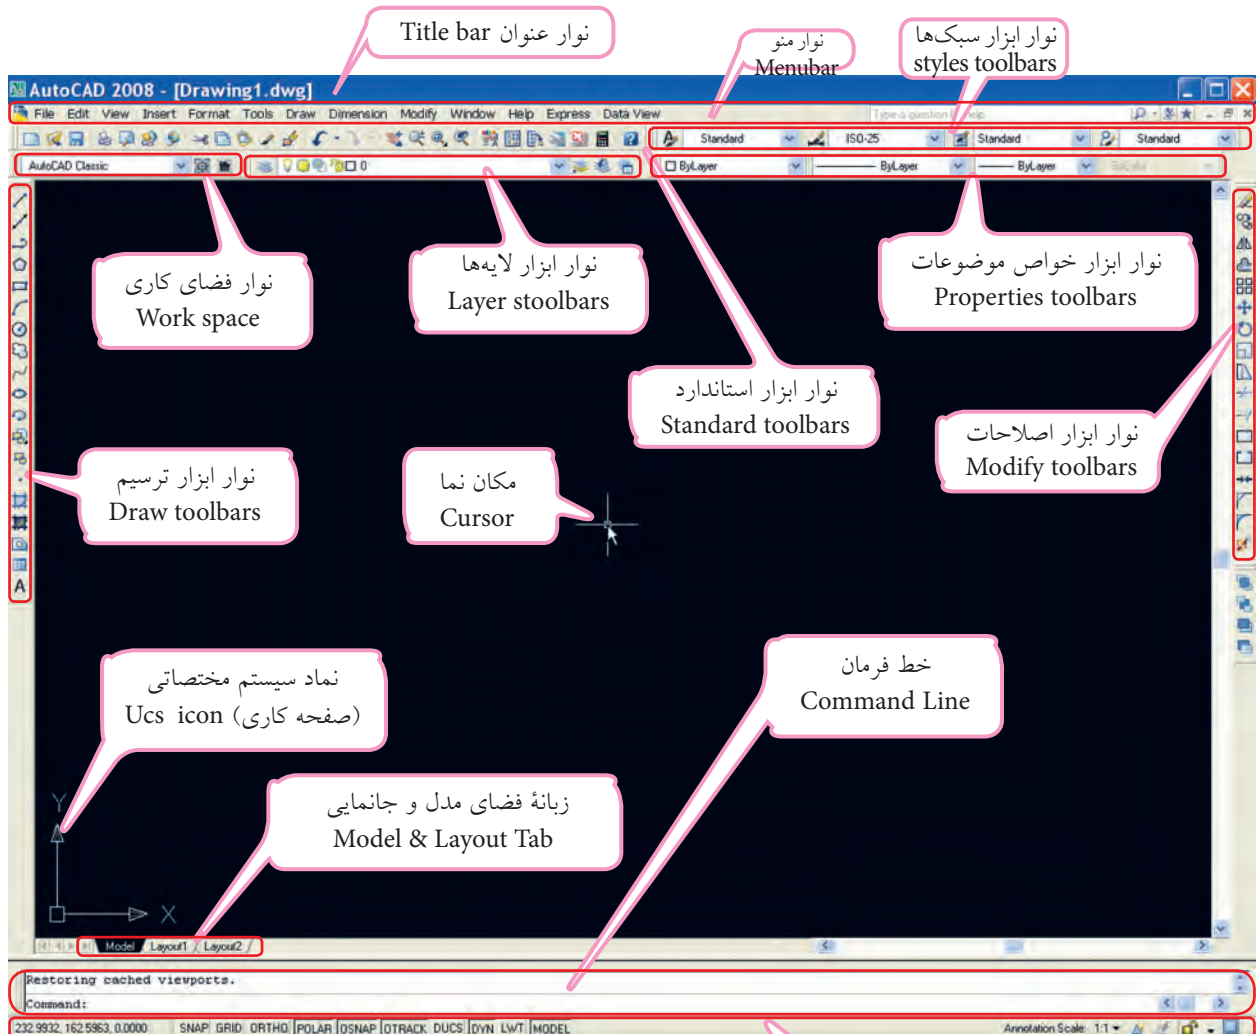 نوار عنوان Title bar
نوار منو
Menubar
نوار ابزار سبک‌ها
styles toolbars
AutoCAD 2008 - [Drawing1.dwg]
File Edit View Insert Format Tools Draw Dimension Modify Window Help Express Data View
Type a question for help
Standard ISO-25 Standard Standard
AutoCAD Classic 0 ByLayer ByLayer ByLayer
نوار فضای کاری
Work space
نوار ابزار لایه‌ها
Layer stoolbars
نوار ابزار خواص موضوعات
Properties toolbars
نوار ابزار استاندارد
Standard toolbars
نوار ابزار اصلاحات
Modify toolbars
نوار ابزار ترسیم
Draw toolbars
مکان نما
Cursor
A
خط فرمان
Command Line
نماد سیستم مختصاتی
(صفحه کاری) Ucs icon
زبانۀ فضای مدل و جانمایی
Model & Layout Tab
Y
X
Model Layout1 Layout2
Restoring cached viewports.
Command:
232.9932, 162.5963, 0.0000 SNAP GRID ORTHO POLAR OSNAP OTRACK DUCS DYN LWT MODEL Annotation Scale: 1:1